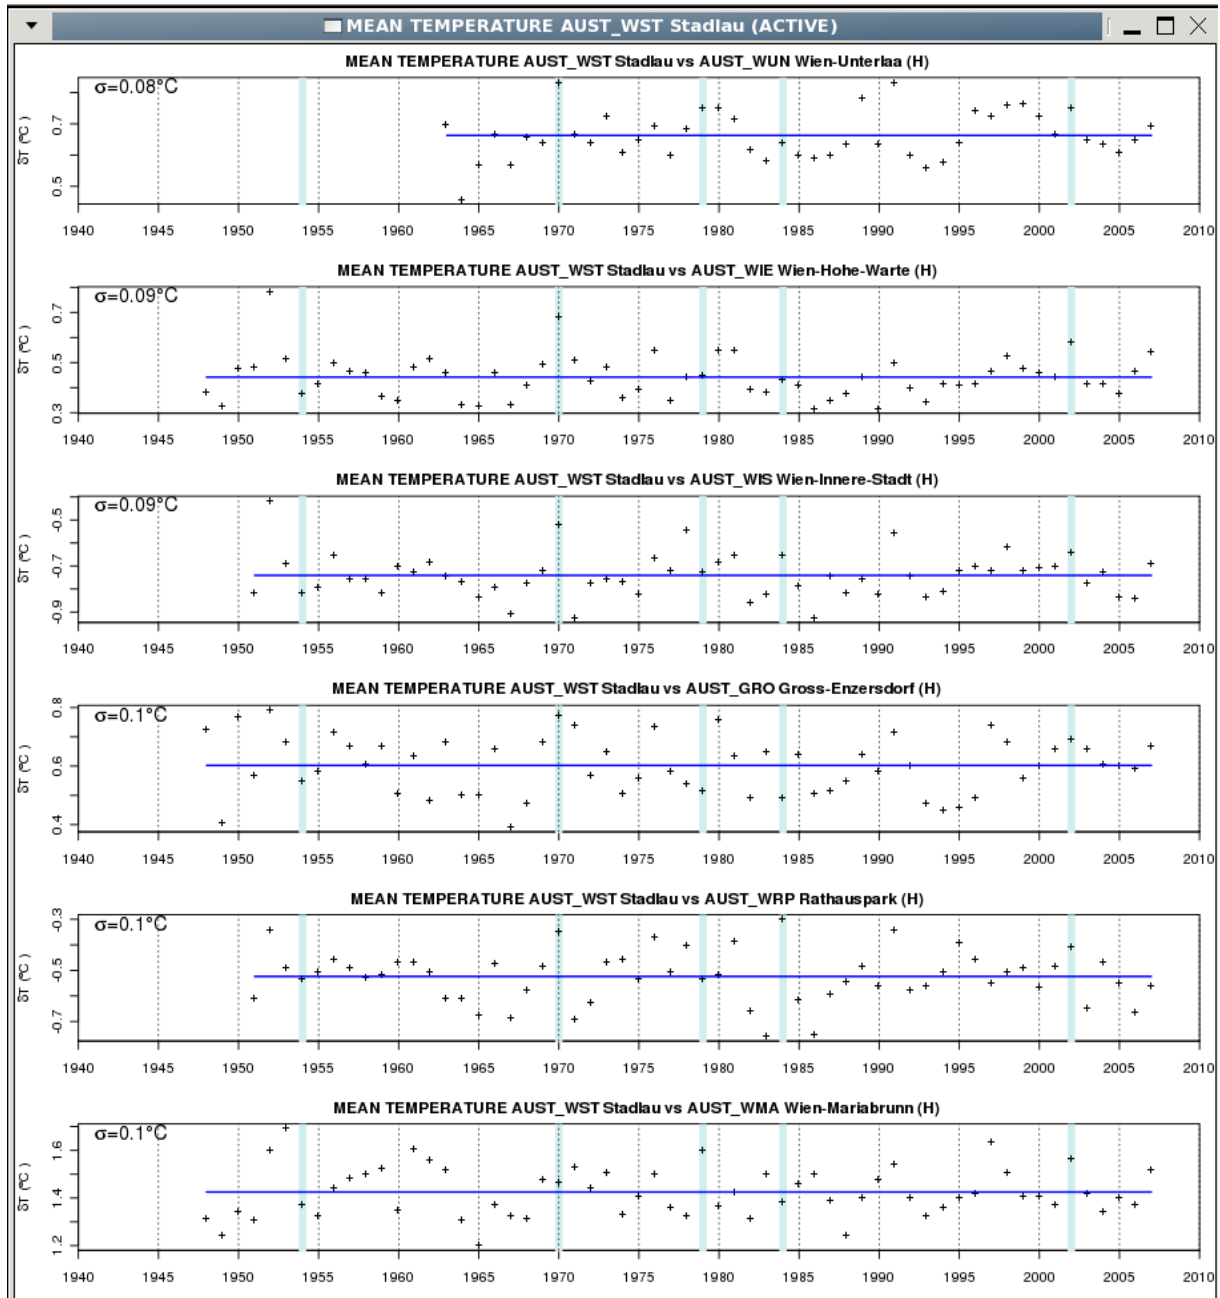 MEAN TEMPERATURE AUST_WST Stadlau (ACTIVE)
MEAN TEMPERATURE AUST_WST Stadlau vs AUST_WUN Wien-Unterlaa (H)
σ=0.08°C
δT (°C )
0.7
0.5
1940 1945 1950 1955 1960 1965 1970 1975 1980 1985 1990 1995 2000 2005 2010
MEAN TEMPERATURE AUST_WST Stadlau vs AUST_WIE Wien-Hohe-Warte (H)
σ=0.09°C
δT (°C )
0.7
0.5
0.3
1940 1945 1950 1955 1960 1965 1970 1975 1980 1985 1990 1995 2000 2005 2010
MEAN TEMPERATURE AUST_WST Stadlau vs AUST_WIS Wien-Innere-Stadt (H)
σ=0.09°C
δT (°C )
-0.5
-0.7
-0.9
1940 1945 1950 1955 1960 1965 1970 1975 1980 1985 1990 1995 2000 2005 2010
MEAN TEMPERATURE AUST_WST Stadlau vs AUST_GRO Gross-Enzersdorf (H)
σ=0.1°C
δT (°C )
0.8
0.6
0.4
1940 1945 1950 1955 1960 1965 1970 1975 1980 1985 1990 1995 2000 2005 2010
MEAN TEMPERATURE AUST_WST Stadlau vs AUST_WRP Rathauspark (H)
σ=0.1°C
δT (°C )
-0.3
-0.5
-0.7
1940 1945 1950 1955 1960 1965 1970 1975 1980 1985 1990 1995 2000 2005 2010
MEAN TEMPERATURE AUST_WST Stadlau vs AUST_WMA Wien-Mariabrunn (H)
σ=0.1°C
δT (°C )
1.6
1.4
1.2
1940 1945 1950 1955 1960 1965 1970 1975 1980 1985 1990 1995 2000 2005 2010